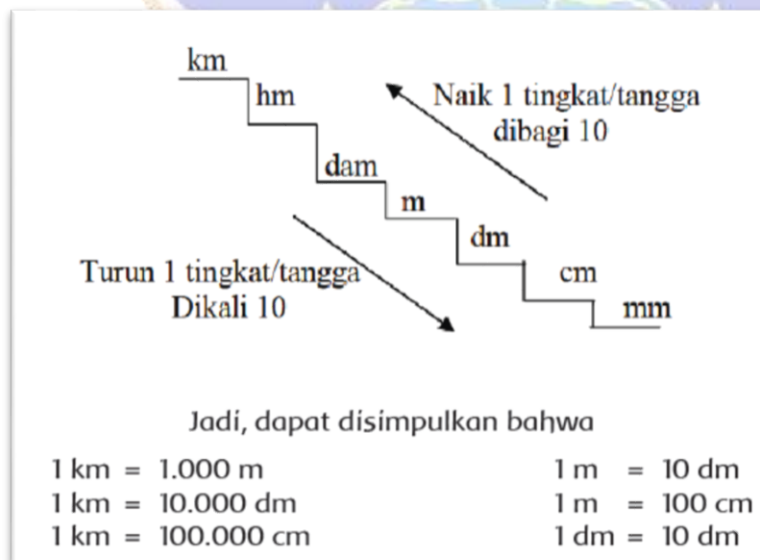 km
hm
Naik 1 tingkat/tangga
dibagi 10
dam
m
dm
Turun 1 tingkat/tangga
Dikali 10
cm
mm
Jadi, dapat disimpulkan bahwa
1 km = 1.000 m
1 km = 10.000 dm
1 km = 100.000 cm
1 m = 10 dm
1 m = 100 cm
1 dm = 10 dm